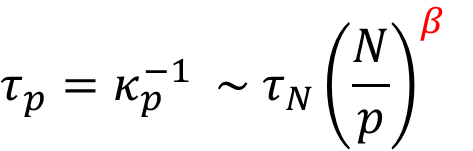 τ_p = κ_p^{-1} ∼ τ_N (N/p)^β